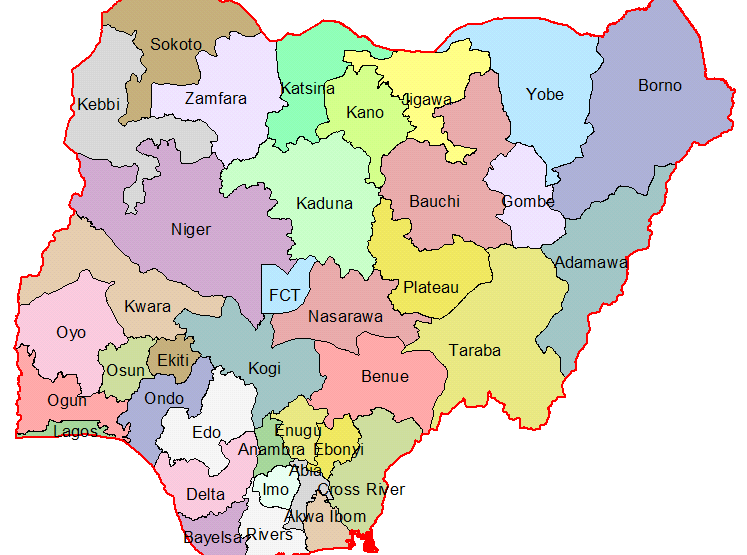 Sokoto
Katsina
Borno
Kebbi
Zamfara
Kano
Jigawa
Yobe
Kaduna
Bauchi
Gombe
Niger
Adamawa
FCT
Plateau
Kwara
Nasarawa
Oyo
Taraba
Osun
Ekiti
Kogi
Benue
Ogun
Ondo
Lagos
Edo
Enugu
Anambra
Ebonyi
Abia
Delta
Imo
Cross River
Akwa Ibom
Bayelsa
Rivers